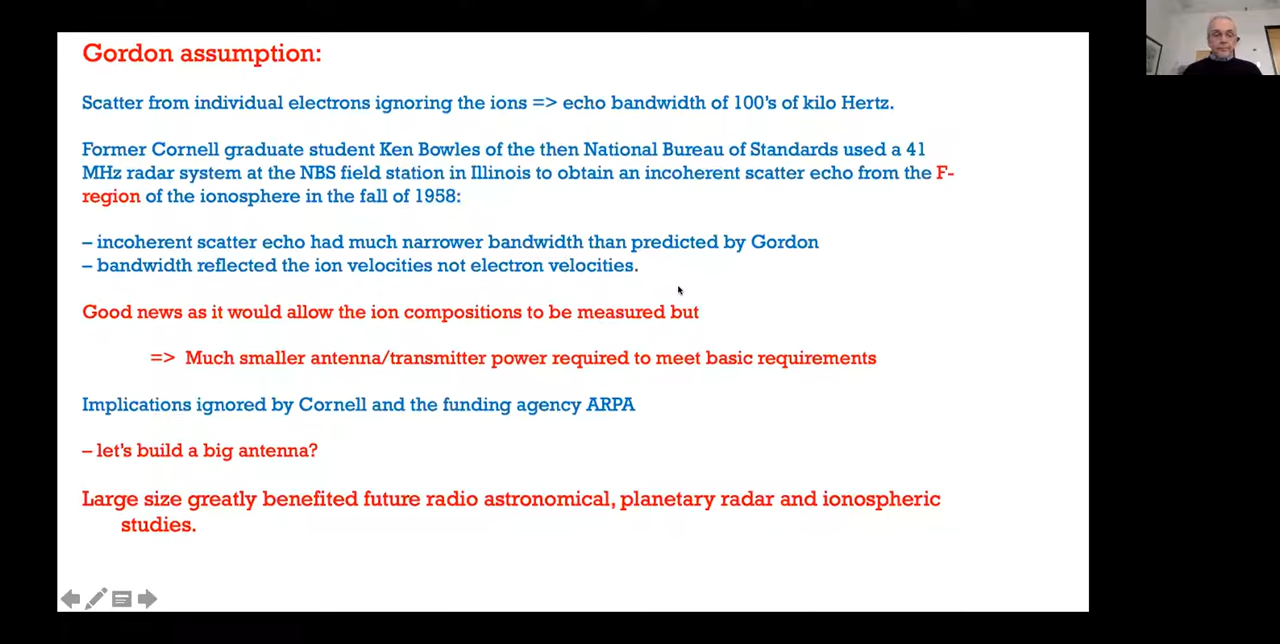 Gordon assumption:
Scatter from individual electrons ignoring the ions => echo bandwidth of 100's of kilo Hertz.
Former Cornell graduate student Ken Bowles of the then National Bureau of Standards used a 41
MHz radar system at the NBS field station in Illinois to obtain an incoherent scatter echo from the F-
region of the ionosphere in the fall of 1958:
– incoherent scatter echo had much narrower bandwidth than predicted by Gordon
– bandwidth reflected the ion velocities not electron velocities.
Good news as it would allow the ion compositions to be measured but
=> Much smaller antenna/transmitter power required to meet basic requirements
Implications ignored by Cornell and the funding agency ARPA
– let's build a big antenna?
Large size greatly benefited future radio astronomical, planetary radar and ionospheric
studies.